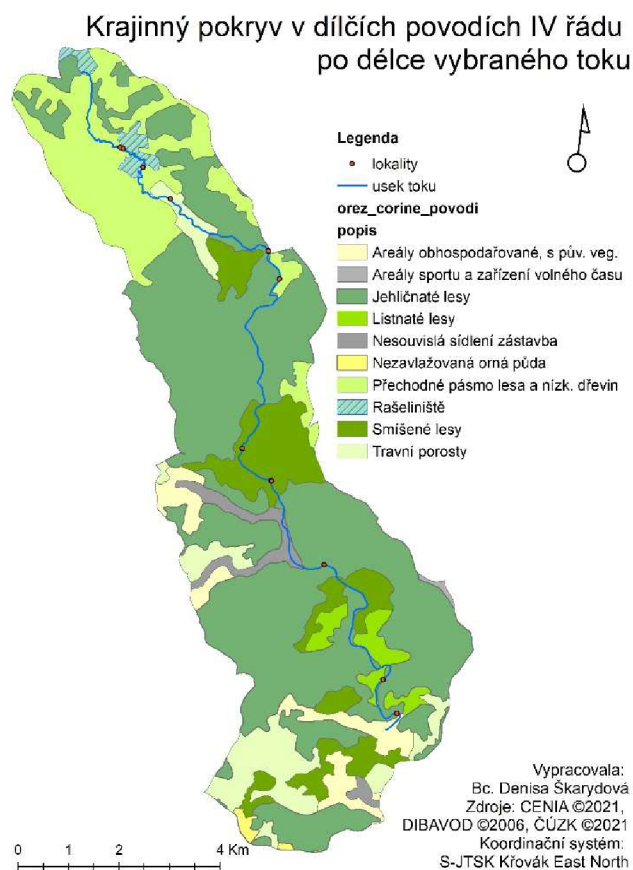 Krajinný pokryv v dílčích povodích IV řádu
po délce vybraného toku
Legenda
lokality
usek toku
orez_corine_povodi
popis
Areály obhospodařované, s pův. veg.
Areály sportu a zařízení volného času
Jehličnaté lesy
Listnaté lesy
Nesouvislá sídlení zástavba
Nezavlažovaná orná půda
Přechodné pásmo lesa a nízk. dřevin
Rašeliniště
Smíšené lesy
Travní porosty
Vypracovala:
Bc. Denisa Škarydová
Zdroje: CENIA ©2021,
DIBAVOD ©2006, ČÚZK ©2021
Koordinační systém:
S-JTSK Křovák East North
0 1 2 4 Km